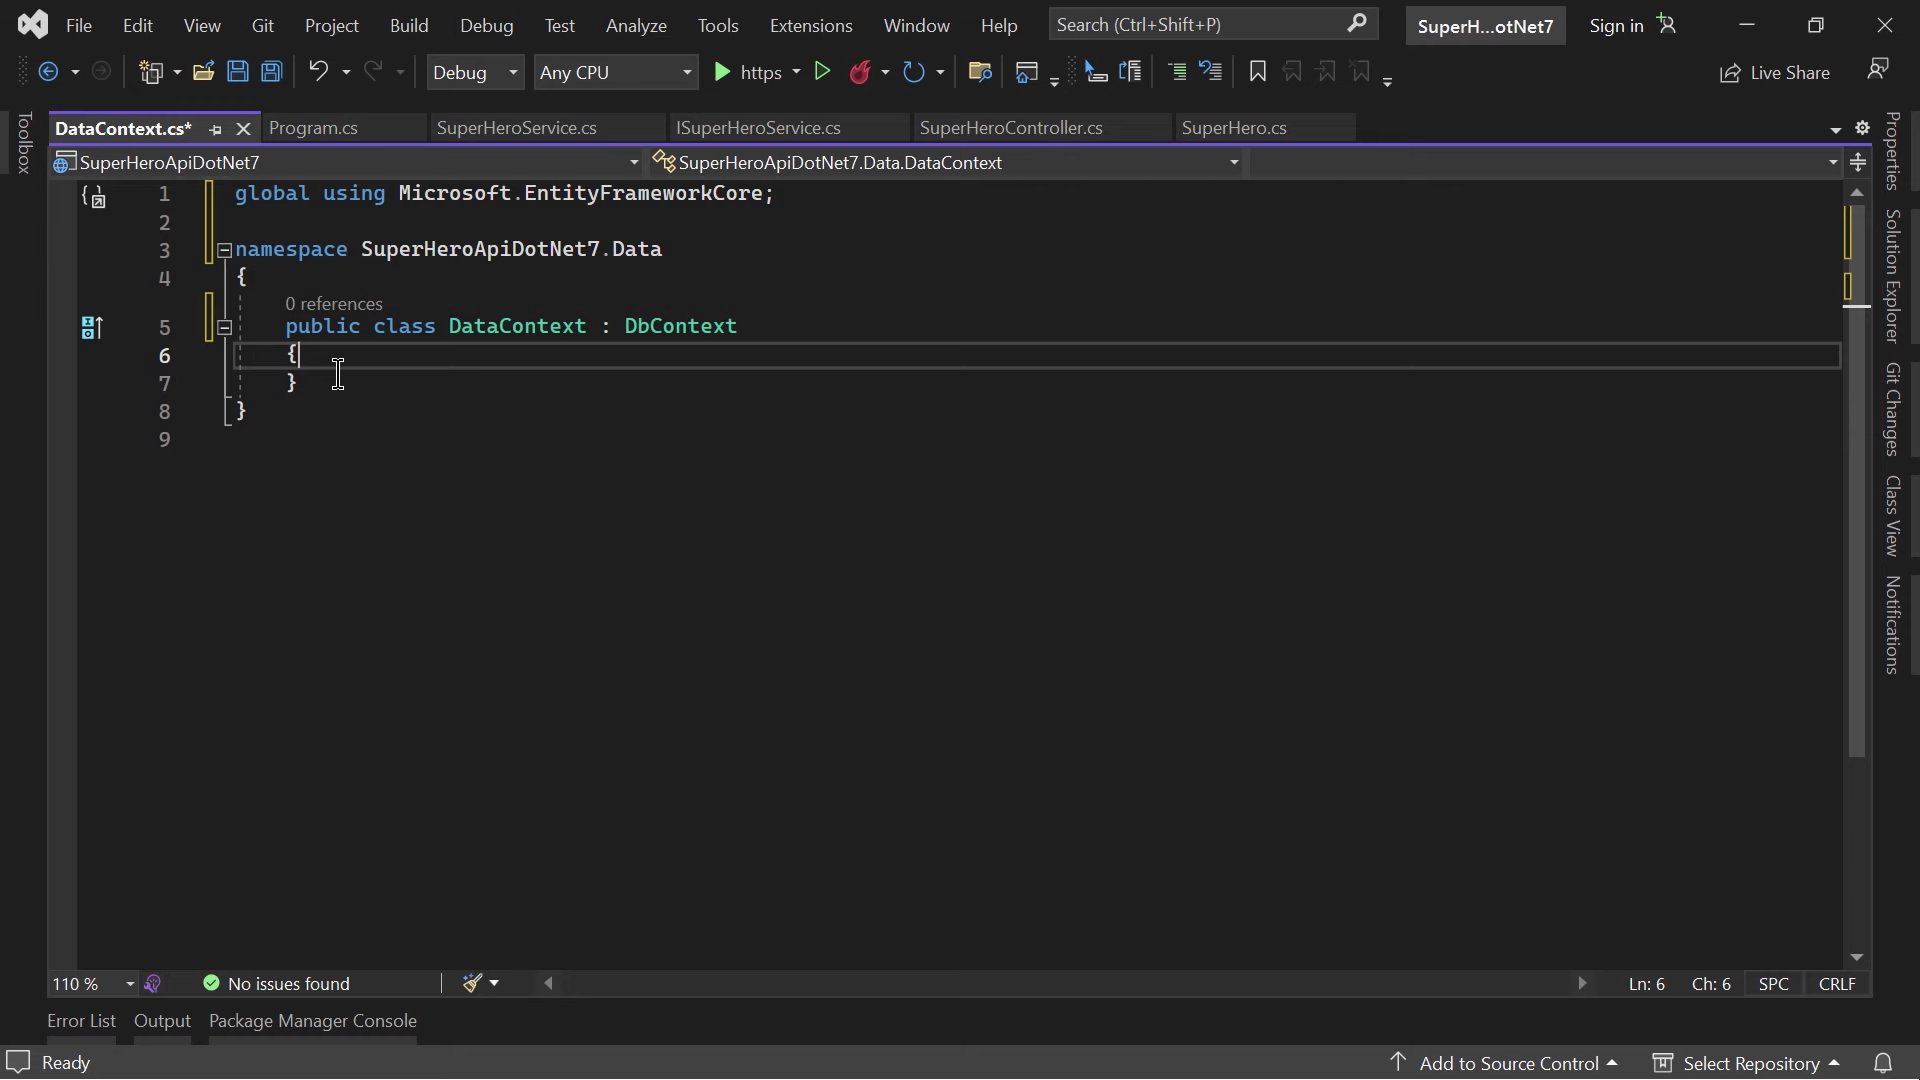 File Edit View Git Project Build Debug Test Analyze Tools Extensions Window Help Search (Ctrl+Shift+P) SuperH...otNet7 Sign in
Debug Any CPU https Live Share
Toolbox
DataContext.cs* Program.cs SuperHeroService.cs ISuperHeroService.cs SuperHeroController.cs SuperHero.cs
SuperHeroApiDotNet7 SuperHeroApiDotNet7.Data.DataContext
1 global using Microsoft.EntityFrameworkCore;
2
3 namespace SuperHeroApiDotNet7.Data
4 {
0 references
5 public class DataContext : DbContext
6 {
7 }
8 }
9
Properties
Solution Explorer
Git Changes
Class View
Notifications
110 % No issues found Ln: 6 Ch: 6 SPC CRLF
Error List Output Package Manager Console
Ready Add to Source Control Select Repository